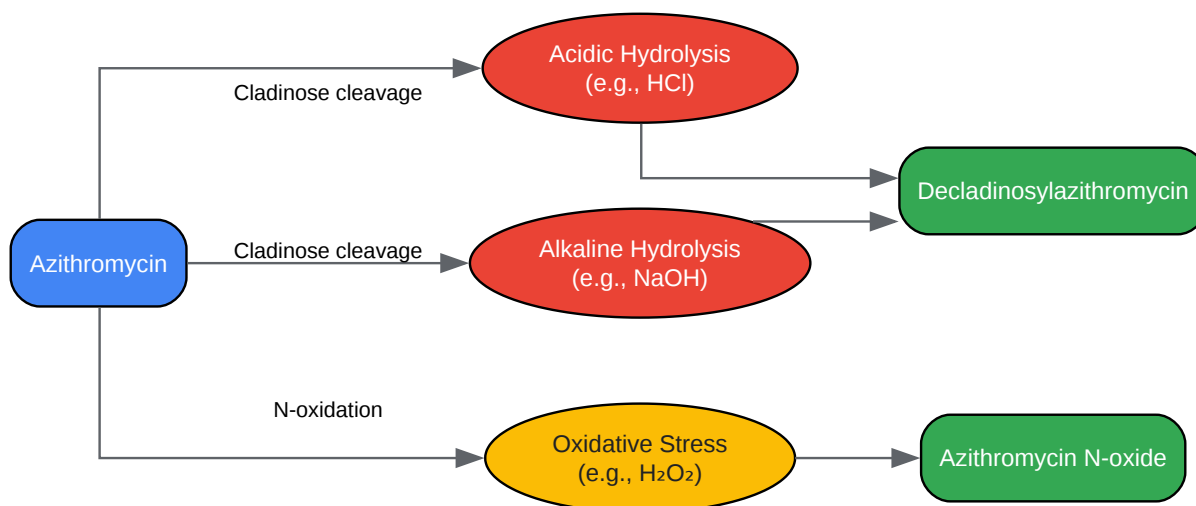 Acidic Hydrolysis
(e.g., HCl)
Cladinose cleavage
Decladinosylazithromycin
Azithromycin
Cladinose cleavage
Alkaline Hydrolysis
(e.g., NaOH)
N-oxidation
Oxidative Stress
(e.g., H₂O₂)
Azithromycin N-oxide